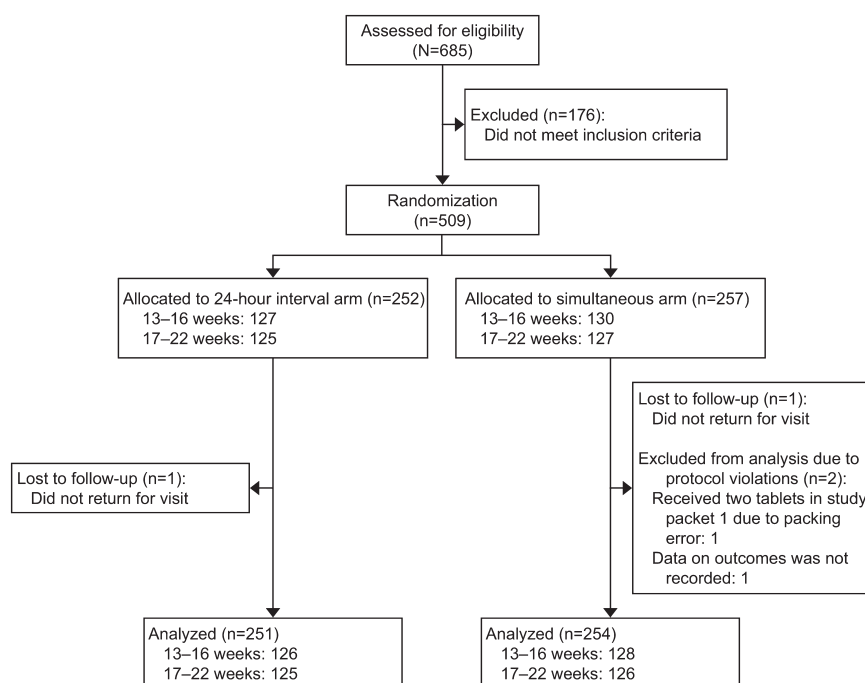 Assessed for eligibility
(N=685)
Excluded (n=176):
Did not meet inclusion criteria
Randomization
(n=509)
Allocated to 24-hour interval arm (n=252)
13–16 weeks: 127
17–22 weeks: 125
Allocated to simultaneous arm (n=257)
13–16 weeks: 130
17–22 weeks: 127
Lost to follow-up (n=1):
Did not return for visit
Lost to follow-up (n=1):
Did not return for visit
Excluded from analysis due to
protocol violations (n=2):
Received two tablets in study
packet 1 due to packing
error: 1
Data on outcomes was not
recorded: 1
Analyzed (n=251)
13–16 weeks: 126
17–22 weeks: 125
Analyzed (n=254)
13–16 weeks: 128
17–22 weeks: 126